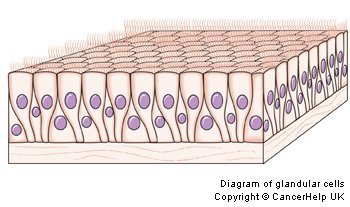 Diagram of glandular cells
Copyright © CancerHelp UK